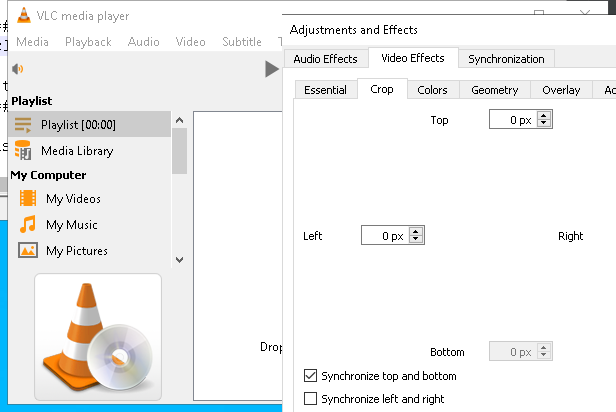 VLC media player
Media Playback Audio Video Subtitle
Playlist
Playlist [00:00]
Media Library
My Computer
My Videos
My Music
My Pictures
Drop
Adjustments and Effects
Audio Effects Video Effects Synchronization
Essential Crop Colors Geometry Overlay
Top 0 px
Left 0 px Right
Bottom 0 px
Synchronize top and bottom
Synchronize left and right